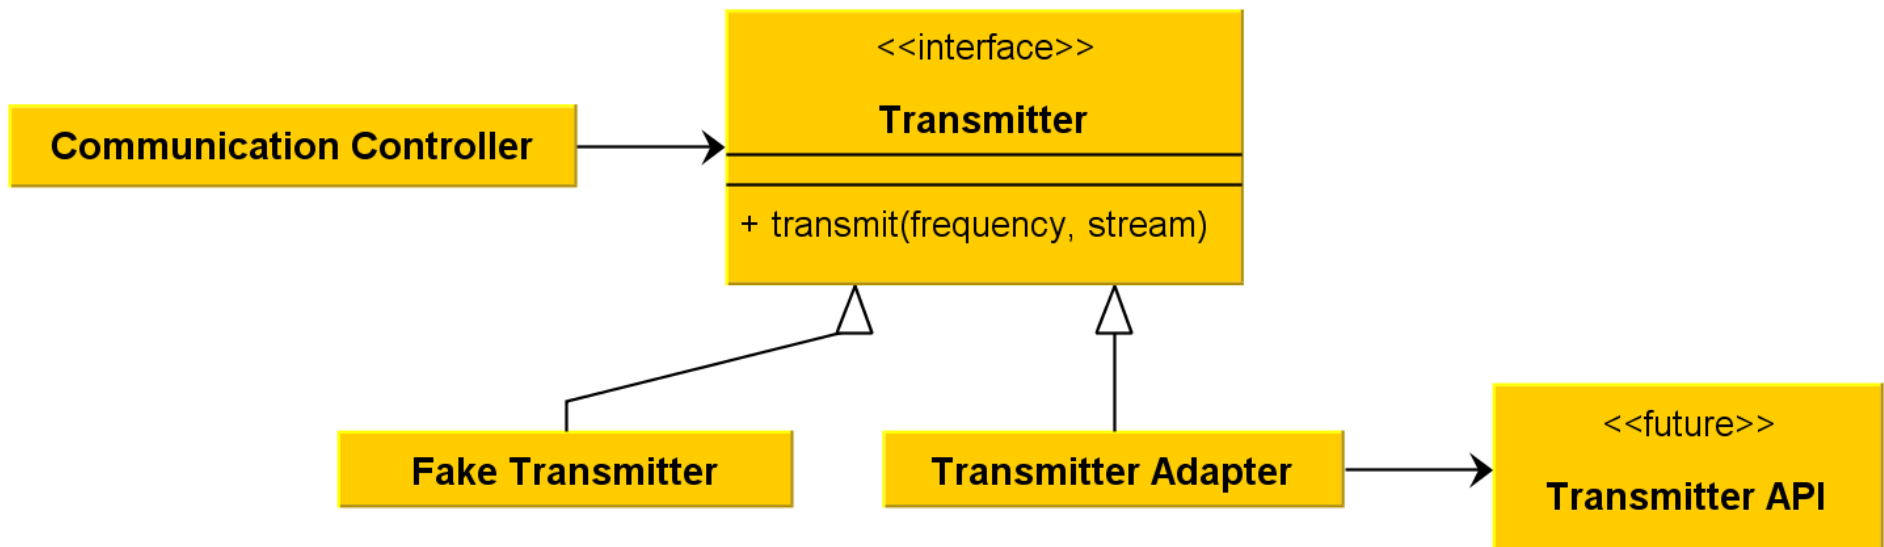 <<interface>>
Transmitter
Communication Controller
+ transmit(frequency, stream)
Fake Transmitter
Transmitter Adapter
<<future>>
Transmitter API